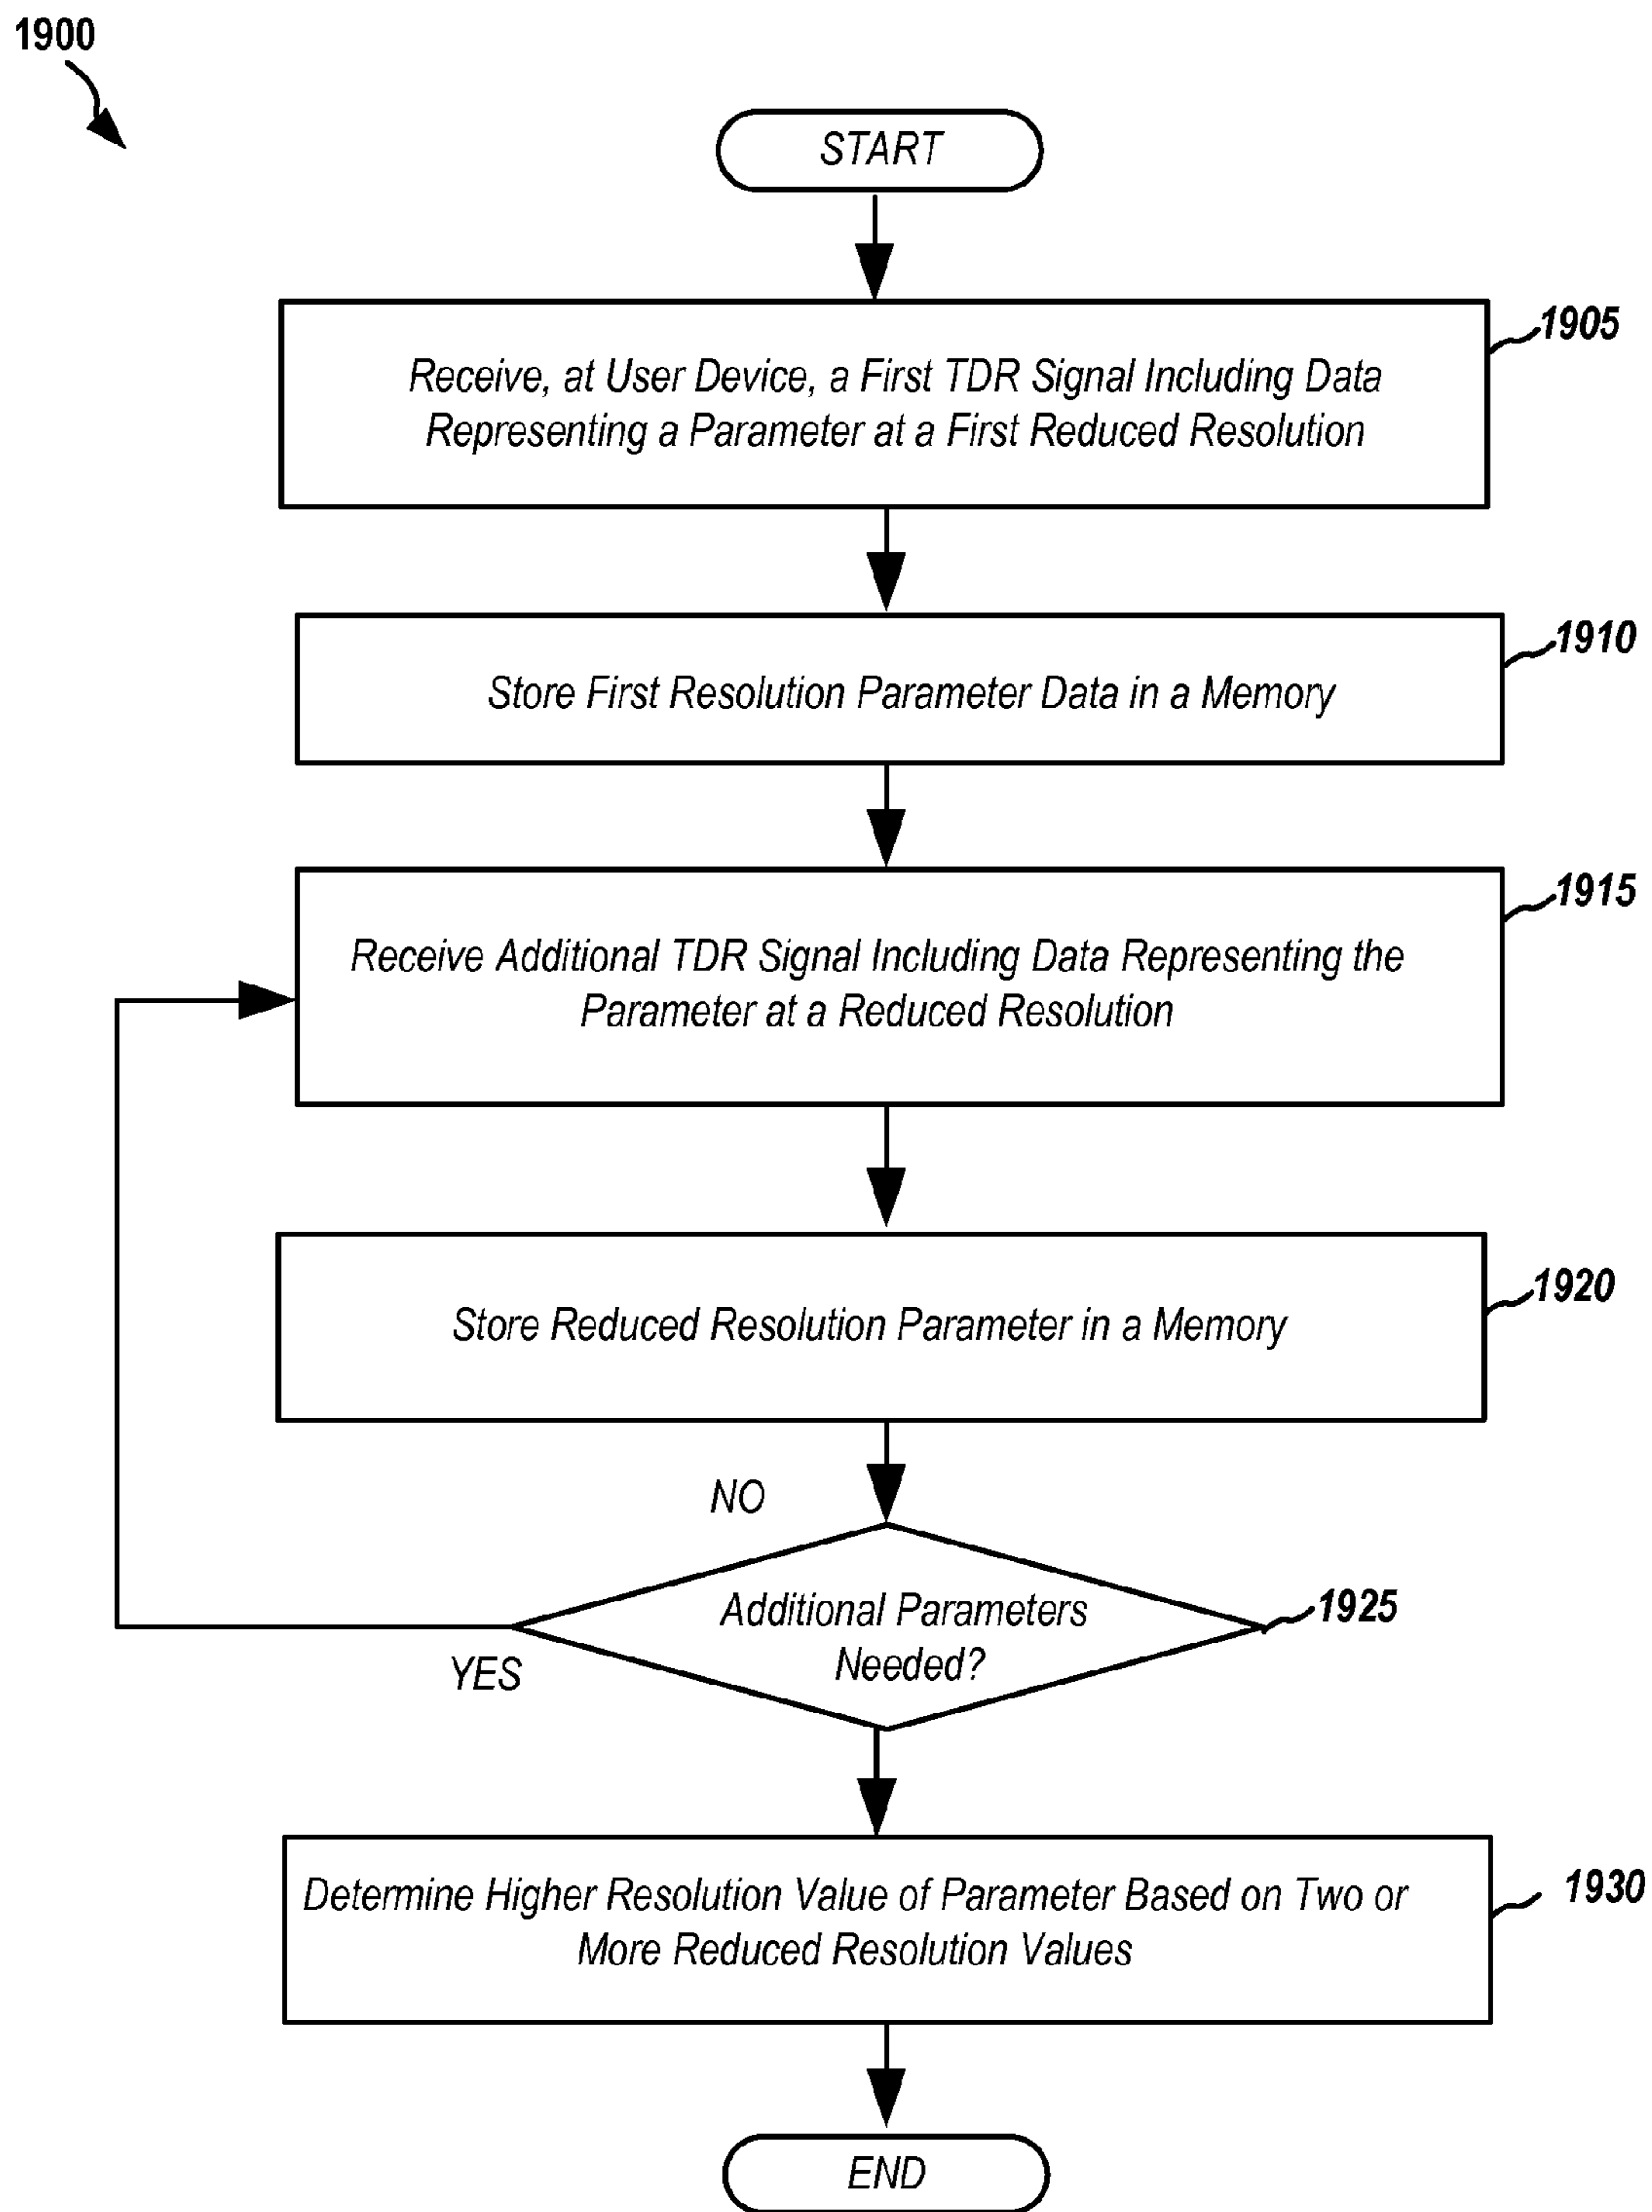 1900
START
1905
Receive, at User Device, a First TDR Signal Including Data
Representing a Parameter at a First Reduced Resolution
1910
Store First Resolution Parameter Data in a Memory
1915
Receive Additional TDR Signal Including Data Representing the
Parameter at a Reduced Resolution
1920
Store Reduced Resolution Parameter in a Memory
NO
Additional Parameters
Needed?
1925
YES
Determine Higher Resolution Value of Parameter Based on Two or
More Reduced Resolution Values
1930
END